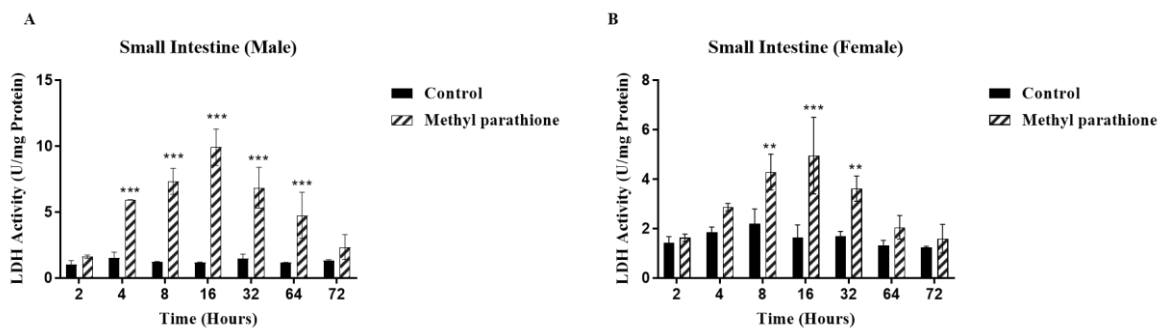 A
Small Intestine (Male)
LDH Activity (U/mg Protein)
15
10
5
0
***
***
***
***
***
2 4 8 16 32 64 72
Time (Hours)
Control
Methyl parathione
B
Small Intestine (Female)
LDH Activity (U/mg Protein)
8
6
4
2
0
**
***
**
2 4 8 16 32 64 72
Time (Hours)
Control
Methyl parathione